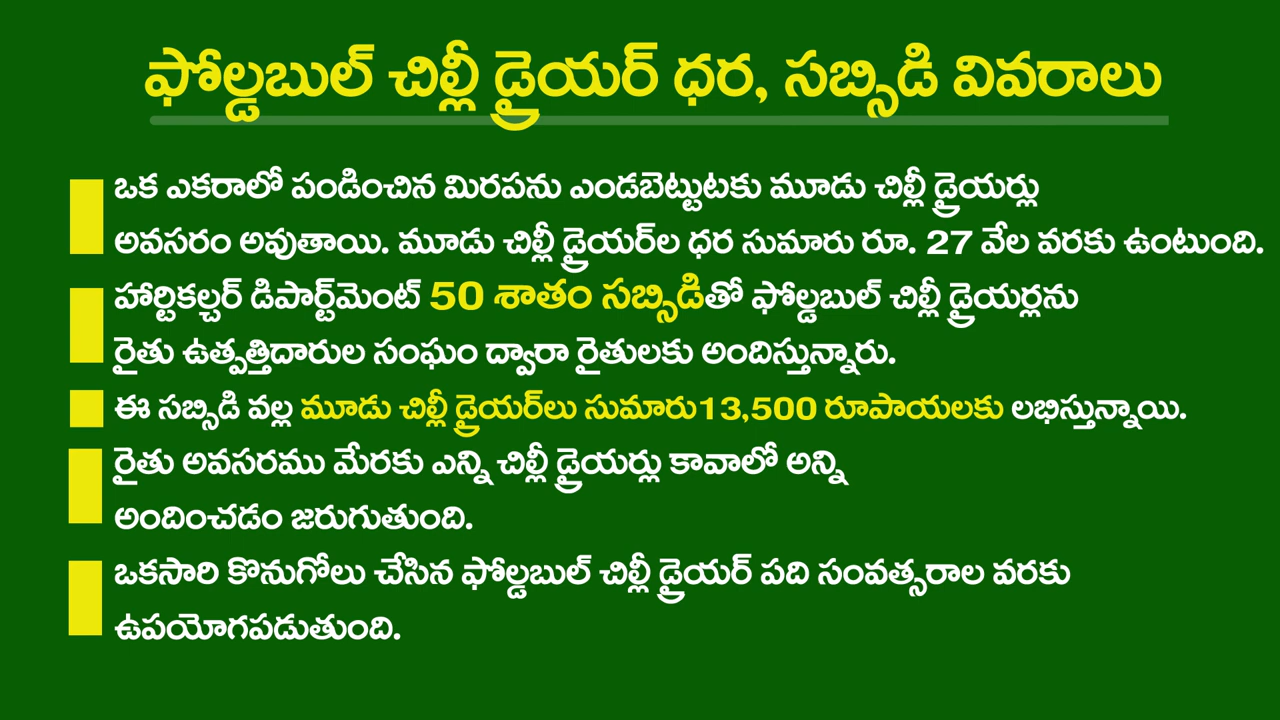 ఫోల్డబుల్ చిల్లీ డ్రైయర్ ధర, సబ్సిడి వివరాలు
ఒక ఎకరాలో పండించిన మిరపను ఎండబెట్టుటకు మూడు చిల్లీ డ్రైయర్లు
అవసరం అవుతాయి. మూడు చిల్లీ డ్రైయర్‌ల ధర సుమారు రూ. 27 వేల వరకు ఉంటుంది.
హార్టికల్చర్ డిపార్ట్‌మెంట్ 50 శాతం సబ్సిడితో ఫోల్డబుల్ చిల్లీ డ్రైయర్లను
రైతు ఉత్పత్తిదారుల సంఘం ద్వారా రైతులకు అందిస్తున్నారు.
ఈ సబ్సిడి వల్ల మూడు చిల్లీ డ్రైయర్‌లు సుమారు13,500 రూపాయలకు లభిస్తున్నాయి.
రైతు అవసరము మేరకు ఎన్ని చిల్లీ డ్రైయర్లు కావాలో అన్ని
అందించడం జరుగుతుంది.
ఒకసారి కొనుగోలు చేసిన ఫోల్డబుల్ చిల్లీ డ్రైయర్ పది సంవత్సరాల వరకు
ఉపయోగపడుతుంది.